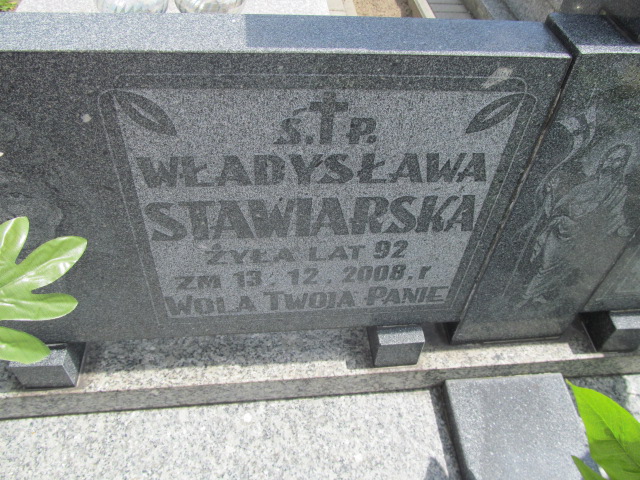 Ś.†P.
WŁADYSŁAWA
STAWIARSKA
ŻYŁA LAT 92
ZM 13.12.2008.r
WOLA TWOJA PANIE